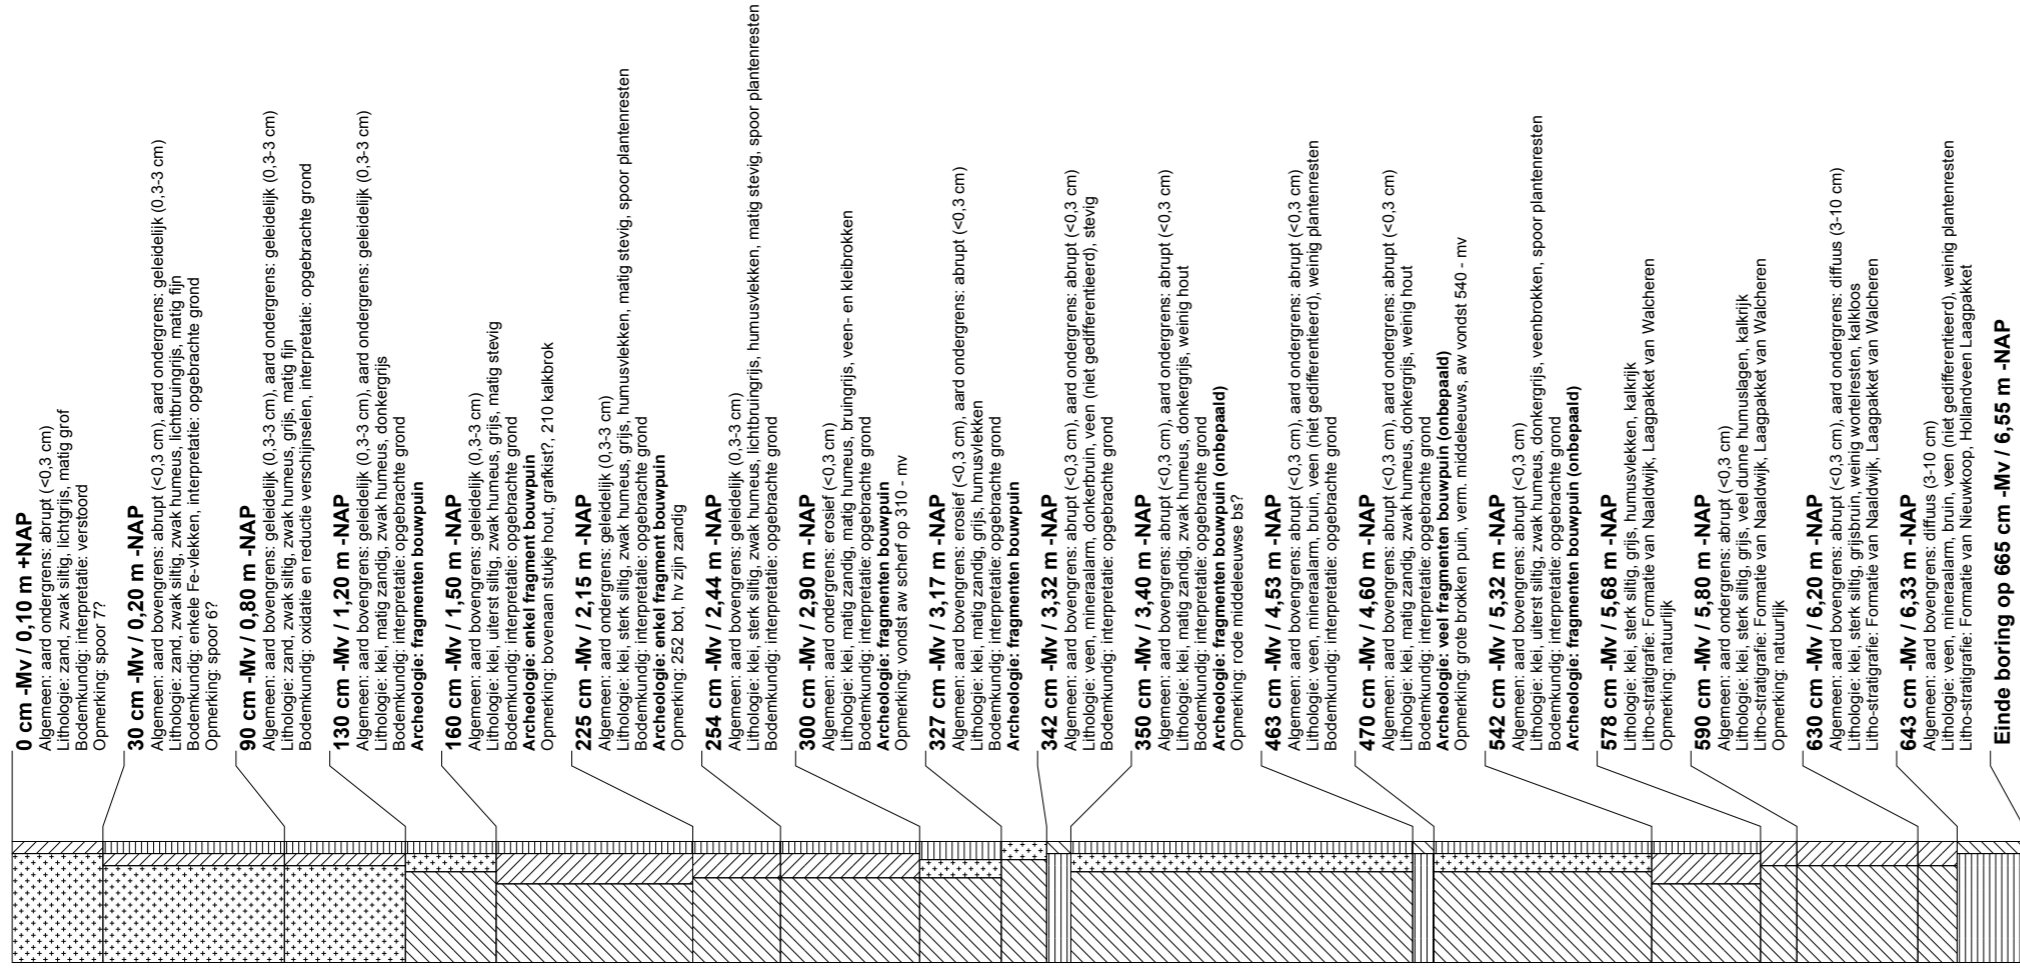 0 cm -Mv / 0,10 m +NAP
Algemeen: aard ondergrens: abrupt (<0,3 cm)
Lithologie: zand, zwak siltig, lichtgrijs, matig grof
Bodemkundig: interpretatie: verstoord
Opmerking: spoor 7?
30 cm -Mv / 0,20 m -NAP
Algemeen: aard bovengrens: abrupt (<0,3 cm), aard ondergrens: geleidelijk (0,3-3 cm)
Lithologie: zand, zwak siltig, zwak humeus, lichtbruingrijs, matig fijn
Bodemkundig: enkele Fe-vlekken, interpretatie: opgebrachte grond
Opmerking: spoor 6?
90 cm -Mv / 0,80 m -NAP
Algemeen: aard bovengrens: geleidelijk (0,3-3 cm), aard ondergrens: geleidelijk (0,3-3 cm)
Lithologie: zand, zwak siltig, zwak humeus, grijs, matig fijn
Bodemkundig: oxidatie en reductie verschijnselen, interpretatie: opgebrachte grond
130 cm -Mv / 1,20 m -NAP
Algemeen: aard bovengrens: geleidelijk (0,3-3 cm), aard ondergrens: geleidelijk (0,3-3 cm)
Lithologie: klei, matig zandig, zwak humeus, donkergrijs
Bodemkundig: interpretatie: opgebrachte grond
Archeologie: fragmenten bouwpuin
160 cm -Mv / 1,50 m -NAP
Algemeen: aard bovengrens: geleidelijk (0,3-3 cm)
Lithologie: klei, uiterst siltig, zwak humeus, grijs, matig stevig
Bodemkundig: interpretatie: opgebrachte grond
Archeologie: enkel fragment bouwpuin
Opmerking: bovenaan stukje hout, grafkist?, 210 kalkbrok
225 cm -Mv / 2,15 m -NAP
Algemeen: aard ondergrens: geleidelijk (0,3-3 cm)
Lithologie: klei, sterk siltig, zwak humeus, grijs, humusvlekken, matig stevig, spoor plantenresten
Bodemkundig: interpretatie: opgebrachte grond
Archeologie: enkel fragment bouwpuin
Opmerking: 252 bot, hv zijn zandig
254 cm -Mv / 2,44 m -NAP
Algemeen: aard bovengrens: geleidelijk (0,3-3 cm)
Lithologie: klei, sterk siltig, zwak humeus, lichtbruingrijs, humusvlekken, matig stevig, spoor plantenresten
Bodemkundig: interpretatie: opgebrachte grond
300 cm -Mv / 2,90 m -NAP
Algemeen: aard ondergrens: erosief (<0,3 cm)
Lithologie: klei, matig zandig, matig humeus, bruingrijs, veen- en kleibrokken
Bodemkundig: interpretatie: opgebrachte grond
Archeologie: fragmenten bouwpuin
Opmerking: vondst aw scherf op 310 - mv
327 cm -Mv / 3,17 m -NAP
Algemeen: aard bovengrens: erosief (<0,3 cm), aard ondergrens: abrupt (<0,3 cm)
Lithologie: klei, matig zandig, grijs, humusvlekken
Bodemkundig: interpretatie: opgebrachte grond
Archeologie: fragmenten bouwpuin
342 cm -Mv / 3,32 m -NAP
Algemeen: aard bovengrens: abrupt (<0,3 cm), aard ondergrens: abrupt (<0,3 cm)
Lithologie: veen, mineraalarm, donkerbruin, veen (niet gedifferentieerd), stevig
Bodemkundig: interpretatie: opgebrachte grond
350 cm -Mv / 3,40 m -NAP
Algemeen: aard bovengrens: abrupt (<0,3 cm), aard ondergrens: abrupt (<0,3 cm)
Lithologie: klei, matig zandig, zwak humeus, donkergrijs, weinig hout
Bodemkundig: interpretatie: opgebrachte grond
Archeologie: fragmenten bouwpuin (onbepaald)
Opmerking: rode middeleeuwse bs?
463 cm -Mv / 4,53 m -NAP
Algemeen: aard bovengrens: abrupt (<0,3 cm), aard ondergrens: abrupt (<0,3 cm)
Lithologie: veen, mineraalarm, bruin, veen (niet gedifferentieerd), weinig plantenresten
Bodemkundig: interpretatie: opgebrachte grond
470 cm -Mv / 4,60 m -NAP
Algemeen: aard bovengrens: abrupt (<0,3 cm), aard ondergrens: abrupt (<0,3 cm)
Lithologie: klei, matig zandig, zwak humeus, donkergrijs, weinig hout
Bodemkundig: interpretatie: opgebrachte grond
Archeologie: veel fragmenten bouwpuin (onbepaald)
Opmerking: grote brokken puin, verm. middeleeuws, aw vondst 540 - mv
542 cm -Mv / 5,32 m -NAP
Algemeen: aard bovengrens: abrupt (<0,3 cm)
Lithologie: klei, uiterst siltig, zwak humeus, donkergrijs, veenbrokken, spoor plantenresten
Bodemkundig: interpretatie: opgebrachte grond
Archeologie: fragmenten bouwpuin (onbepaald)
578 cm -Mv / 5,68 m -NAP
Lithologie: klei, sterk siltig, grijs, humusvlekken, kalkrijk
Litho-stratigrafie: Formatie van Naaldwijk, Laagpakket van Walcheren
Opmerking: natuurlijk
590 cm -Mv / 5,80 m -NAP
Algemeen: aard ondergrens: abrupt (<0,3 cm)
Lithologie: klei, sterk siltig, grijs, veel dunne humuslagen, kalkrijk
Litho-stratigrafie: Formatie van Naaldwijk, Laagpakket van Walcheren
Opmerking: natuurlijk
630 cm -Mv / 6,20 m -NAP
Algemeen: aard bovengrens: abrupt (<0,3 cm), aard ondergrens: diffuus (3-10 cm)
Lithologie: klei, sterk siltig, grijsbruin, weinig wortelresten, kalkloos
Litho-stratigrafie: Formatie van Naaldwijk, Laagpakket van Walcheren
643 cm -Mv / 6,33 m -NAP
Algemeen: aard bovengrens: diffuus (3-10 cm)
Lithologie: veen, mineraalarm, bruin, veen (niet gedifferentieerd), weinig plantenresten
Litho-stratigrafie: Formatie van Nieuwkoop, Hollandveen Laagpakket
Einde boring op 665 cm -Mv / 6,55 m -NAP